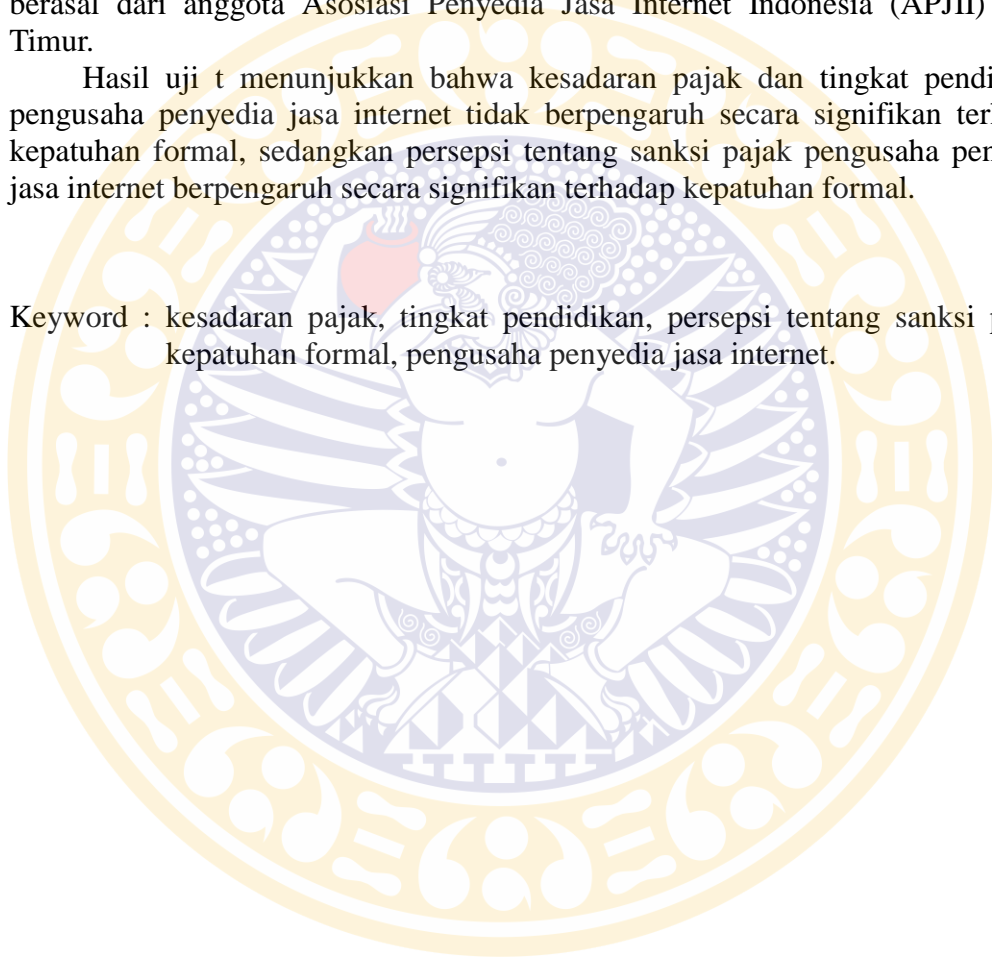 berasal dari anggota Asosiasi Penyedia Jasa Internet Indonesia (APJII)
Timur.
Hasil uji t menunjukkan bahwa kesadaran pajak dan tingkat pendi
pengusaha penyedia jasa internet tidak berpengaruh secara signifikan ter
kepatuhan formal, sedangkan persepsi tentang sanksi pajak pengusaha pen
jasa internet berpengaruh secara signifikan terhadap kepatuhan formal.
Keyword : kesadaran pajak, tingkat pendidikan, persepsi tentang sanksi p
kepatuhan formal, pengusaha penyedia jasa internet.